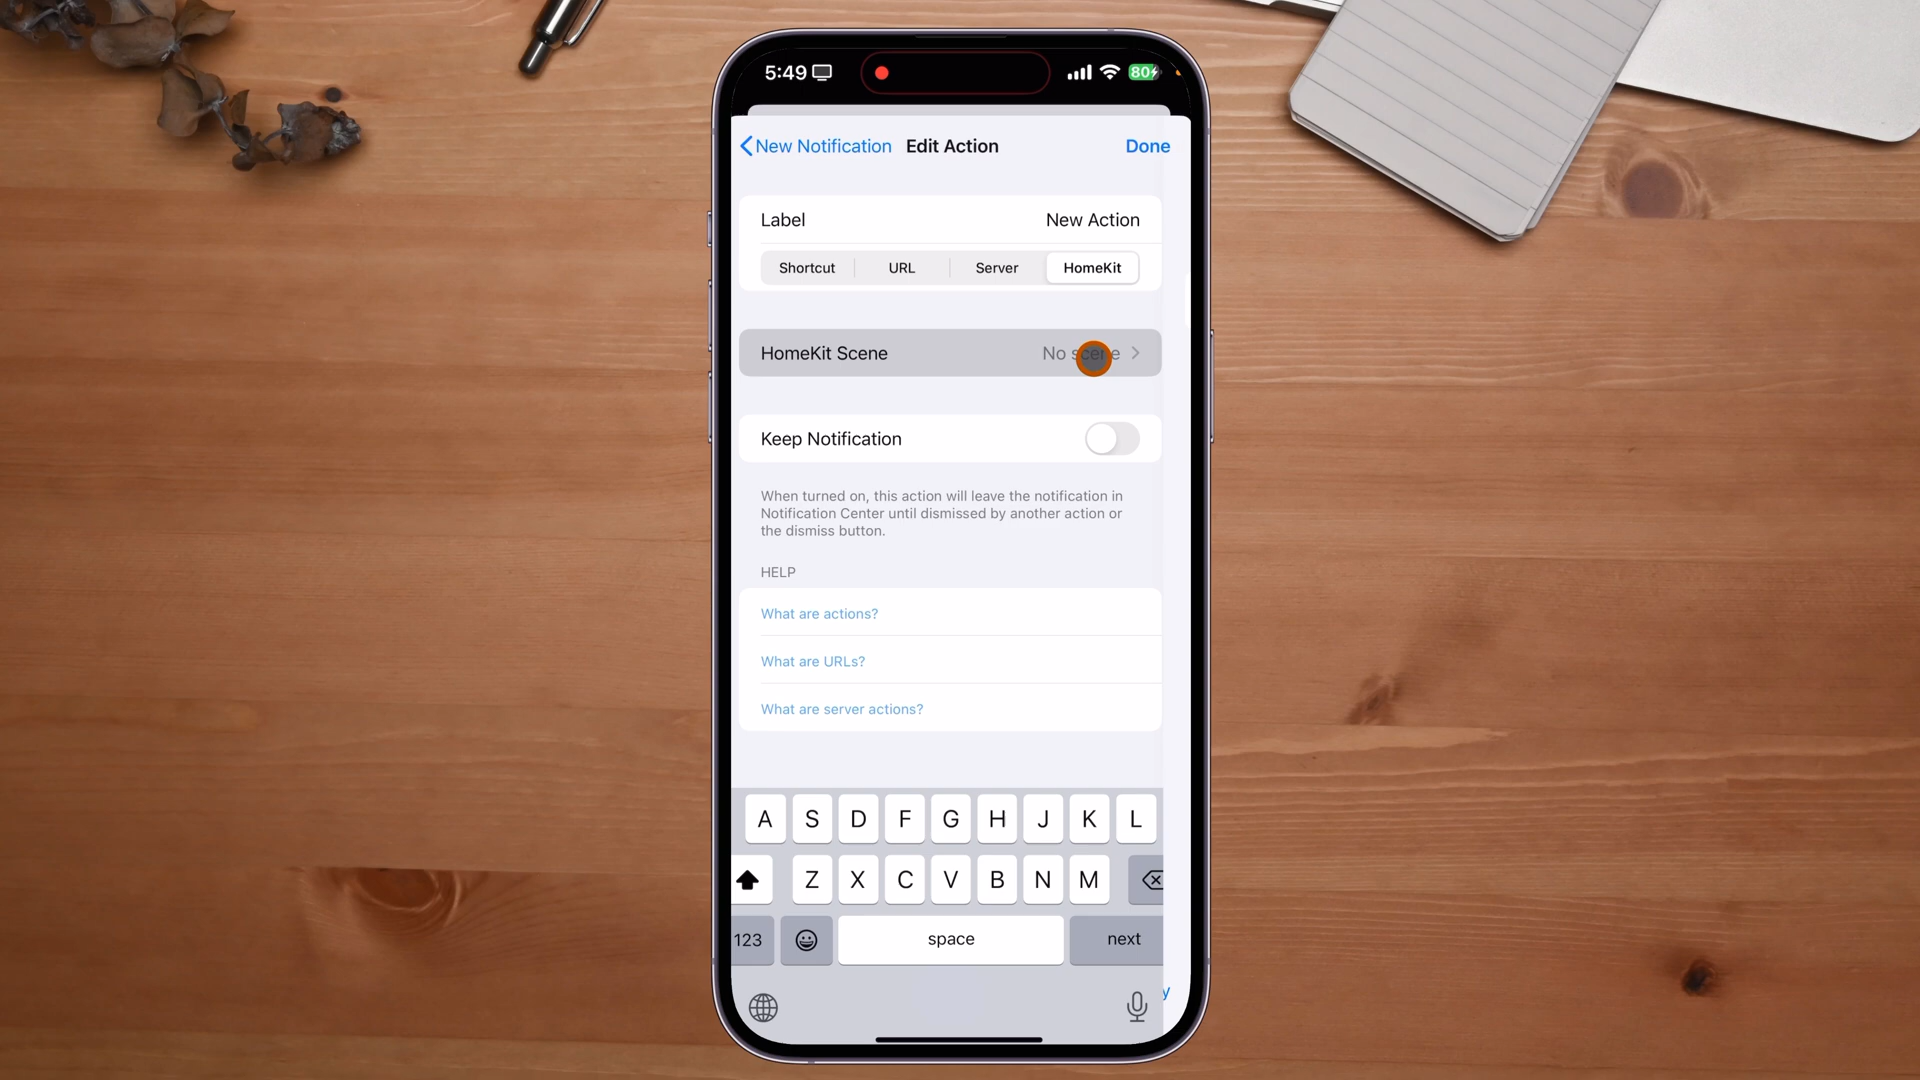 5:49
80
New Notification Edit Action Done
Label New Action
Shortcut URL Server HomeKit
HomeKit Scene No scene
Keep Notification
When turned on, this action will leave the notification in
Notification Center until dismissed by another action or
the dismiss button.
HELP
What are actions?
What are URLs?
What are server actions?
A S D F G H J K L
Z X C V B N M
123 space next
y